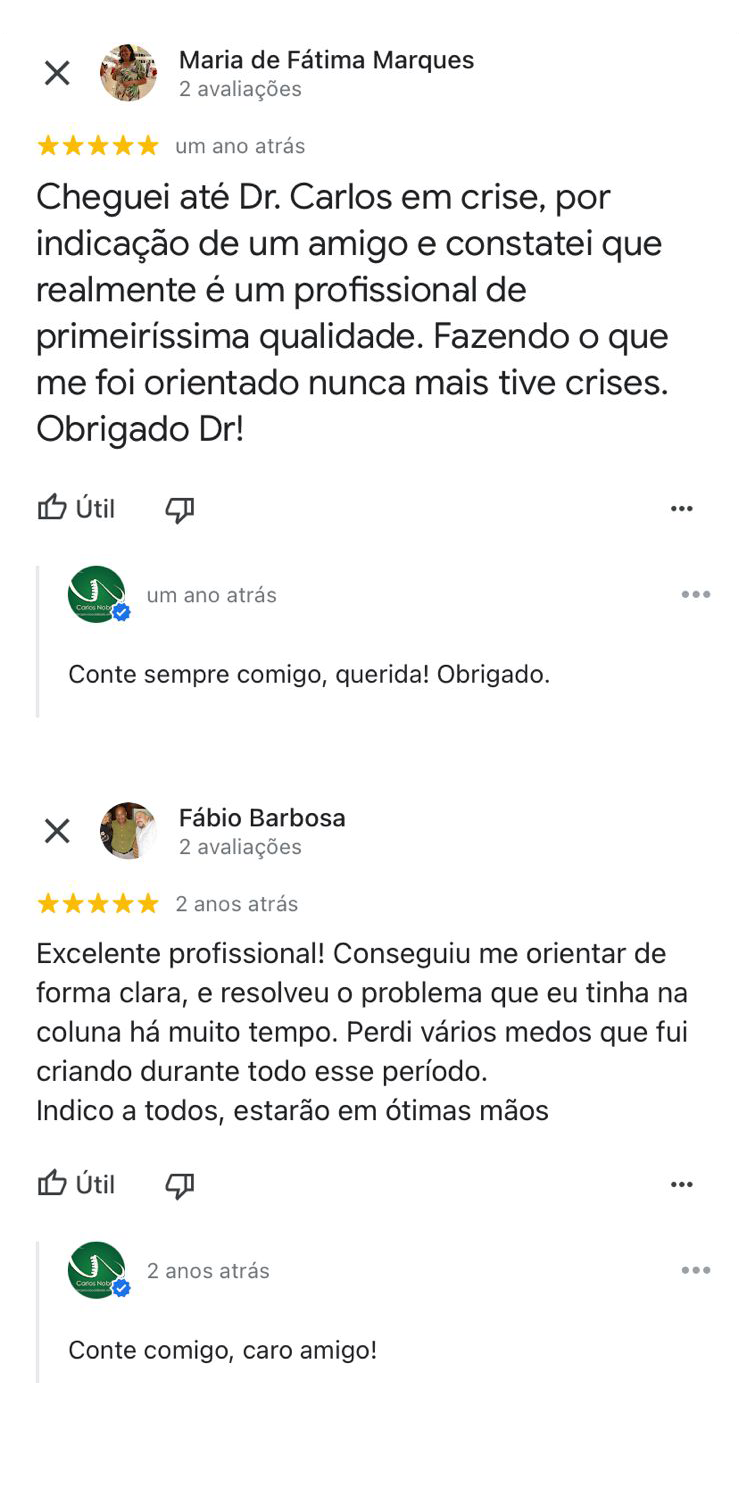 Maria de Fátima Marques
2 avaliações
um ano atrás
Cheguei até Dr. Carlos em crise, por
indicação de um amigo e constatei que
realmente é um profissional de
primeiríssima qualidade. Fazendo o que
me foi orientado nunca mais tive crises.
Obrigado Dr!
Útil
Carlos
um ano atrás
Conte sempre comigo, querida! Obrigado.
Fábio Barbosa
2 avaliações
2 anos atrás
Excelente profissional! Conseguiu me orientar de
forma clara, e resolveu o problema que eu tinha na
coluna há muito tempo. Perdi vários medos que fui
criando durante todo esse período.
Indico a todos, estarão em ótimas mãos
Útil
Carlos
2 anos atrás
Conte comigo, caro amigo!